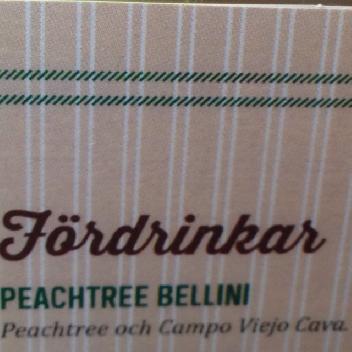 Fördrinkar
PEACHTREE BELLINI
Peachtree och Campo Viejo Cava.